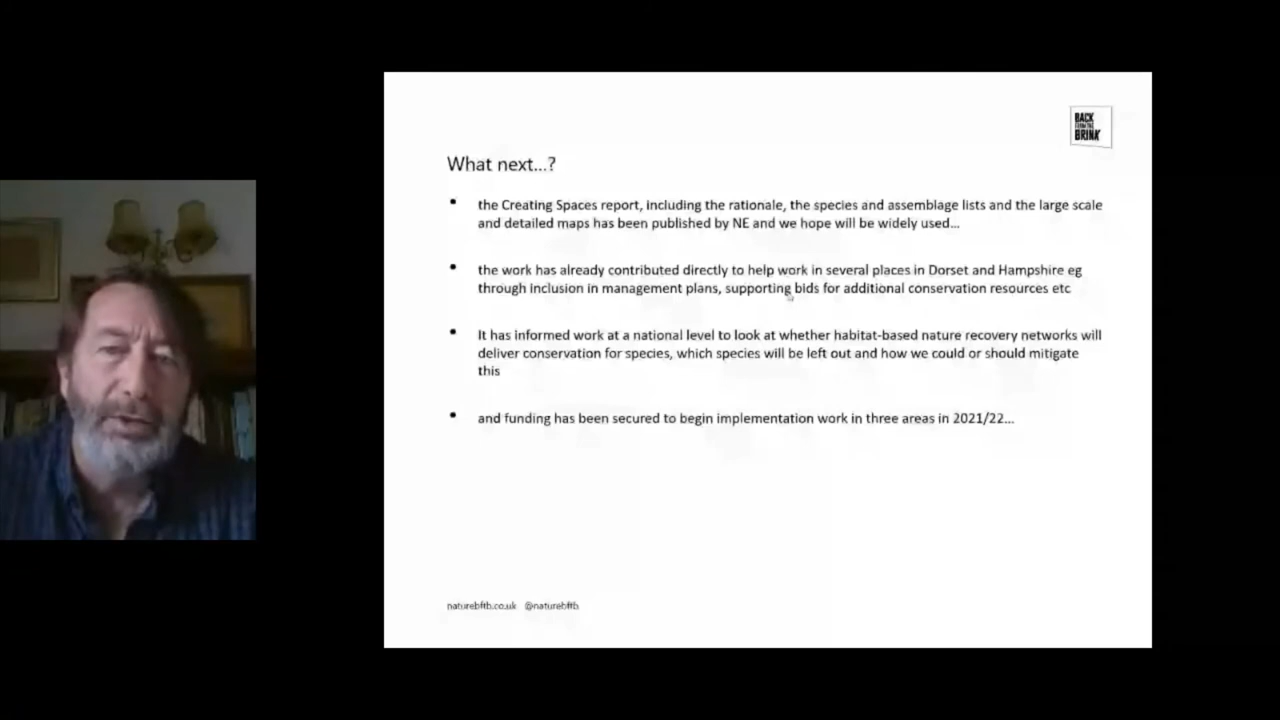 BACK
FROM THE
BRINK
What next...?
• the Creating Spaces report, including the rationale, the species and assemblage lists and the large scale
and detailed maps has been published by NE and we hope will be widely used...
• the work has already contributed directly to help work in several places in Dorset and Hampshire eg
through inclusion in management plans, supporting bids for additional conservation resources etc
• It has informed work at a national level to look at whether habitat-based nature recovery networks will
deliver conservation for species, which species will be left out and how we could or should mitigate
this
• and funding has been secured to begin implementation work in three areas in 2021/22...
naturebftb.co.uk @naturebftb